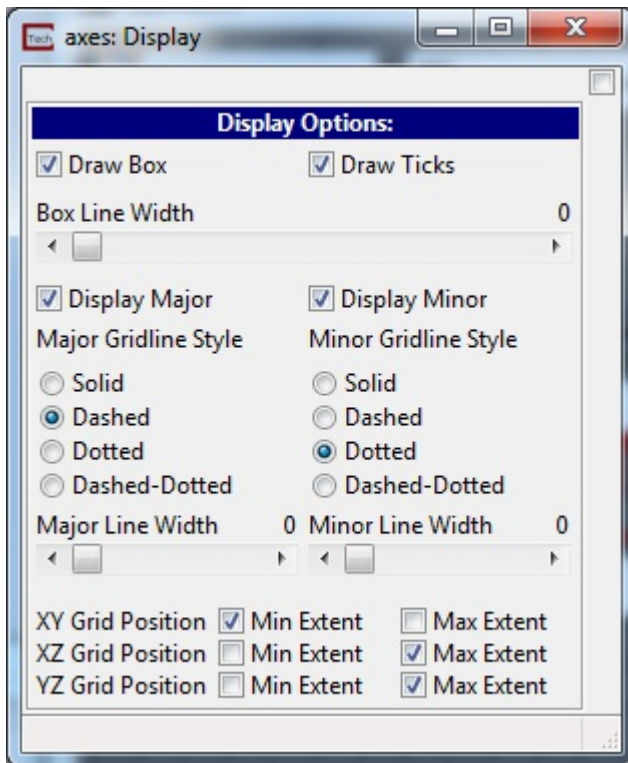 Tech axes: Display
Display Options:
Draw Box Draw Ticks
Box Line Width 0
Display Major Display Minor
Major Gridline Style Minor Gridline Style
Solid Solid
Dashed Dashed
Dotted Dotted
Dashed-Dotted Dashed-Dotted
Major Line Width 0 Minor Line Width 0
XY Grid Position Min Extent Max Extent
XZ Grid Position Min Extent Max Extent
YZ Grid Position Min Extent Max Extent